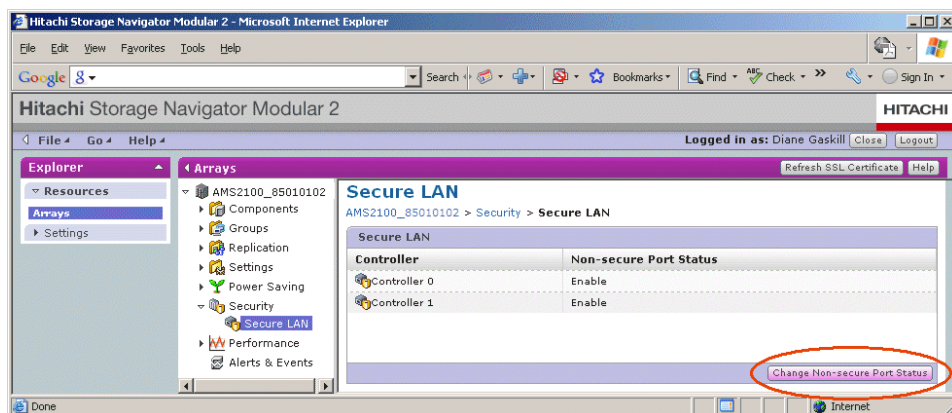 Hitachi Storage Navigator Modular 2 - Microsoft Internet Explorer
File Edit View Favorites Tools Help
Google Search Bookmarks Find ABC Check >> Sign In
Hitachi Storage Navigator Modular 2 HITACHI
File Go Help Logged in as: Diane Gaskill Close Logout
Explorer Arrays Refresh SSL Certificate Help
Resources
Arrays
Settings
AMS2100_85010102
Components
Groups
Replication
Settings
Power Saving
Security
Secure LAN
Performance
Alerts & Events
Secure LAN
AMS2100_85010102 > Security > Secure LAN
Secure LAN
Controller Non-secure Port Status
Controller 0 Enable
Controller 1 Enable
Change Non-secure Port Status
Done Internet